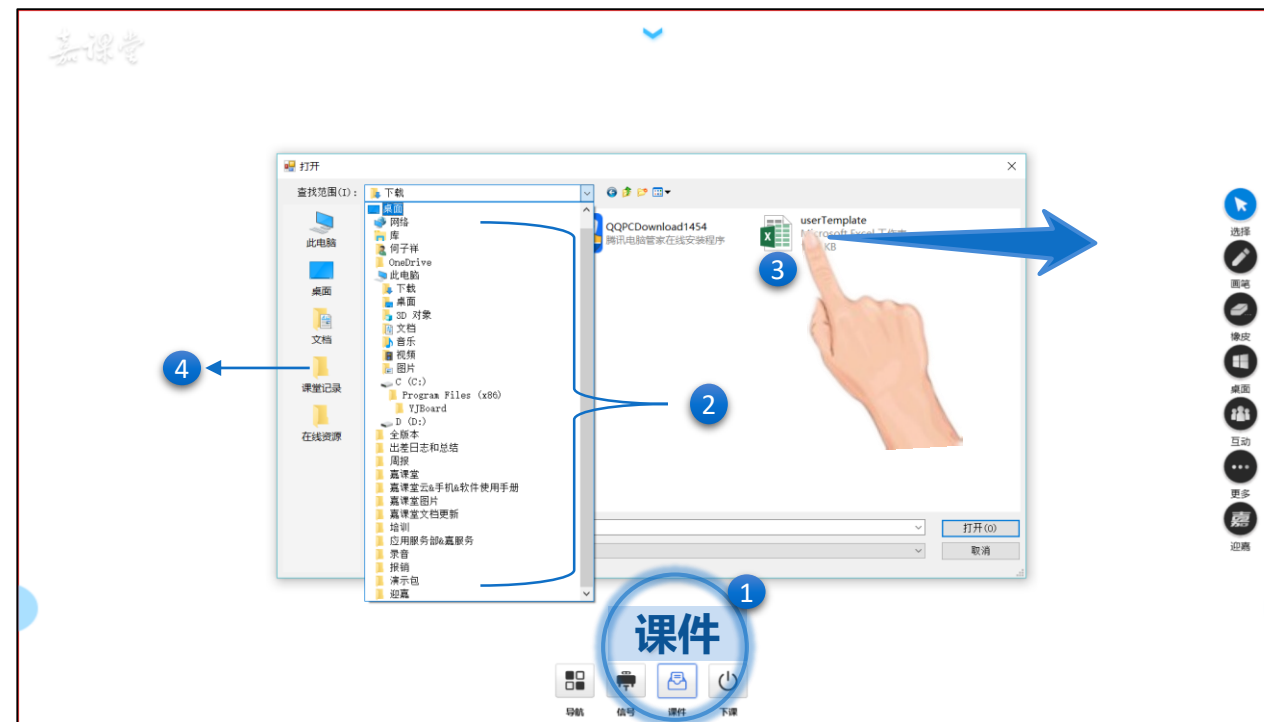 嘉课堂
打开
查找范围(I):
下载
此电脑
桌面
文档
课堂记录
在线资源
桌面
网络
库
何子祥
OneDrive
此电脑
下载
桌面
3D 对象
文档
音乐
视频
图片
C (C:)
Program Files (x86)
YJBoard
D (D:)
全版本
出差日志和总结
周报
嘉课堂
嘉课堂云&手机&软件使用手册
嘉课堂图片
嘉课堂文档更新
培训
应用服务部&嘉服务
录音
报销
演示包
迎嘉
QQPCDownload1454
腾讯电脑管家在线安装程序
userTemplate
Microsoft Excel 工作表
KB
打开(O)
取消
1
2
3
4
课件
导航
信号
课件
下课
选择
画笔
橡皮
桌面
互动
更多
嘉
迎嘉